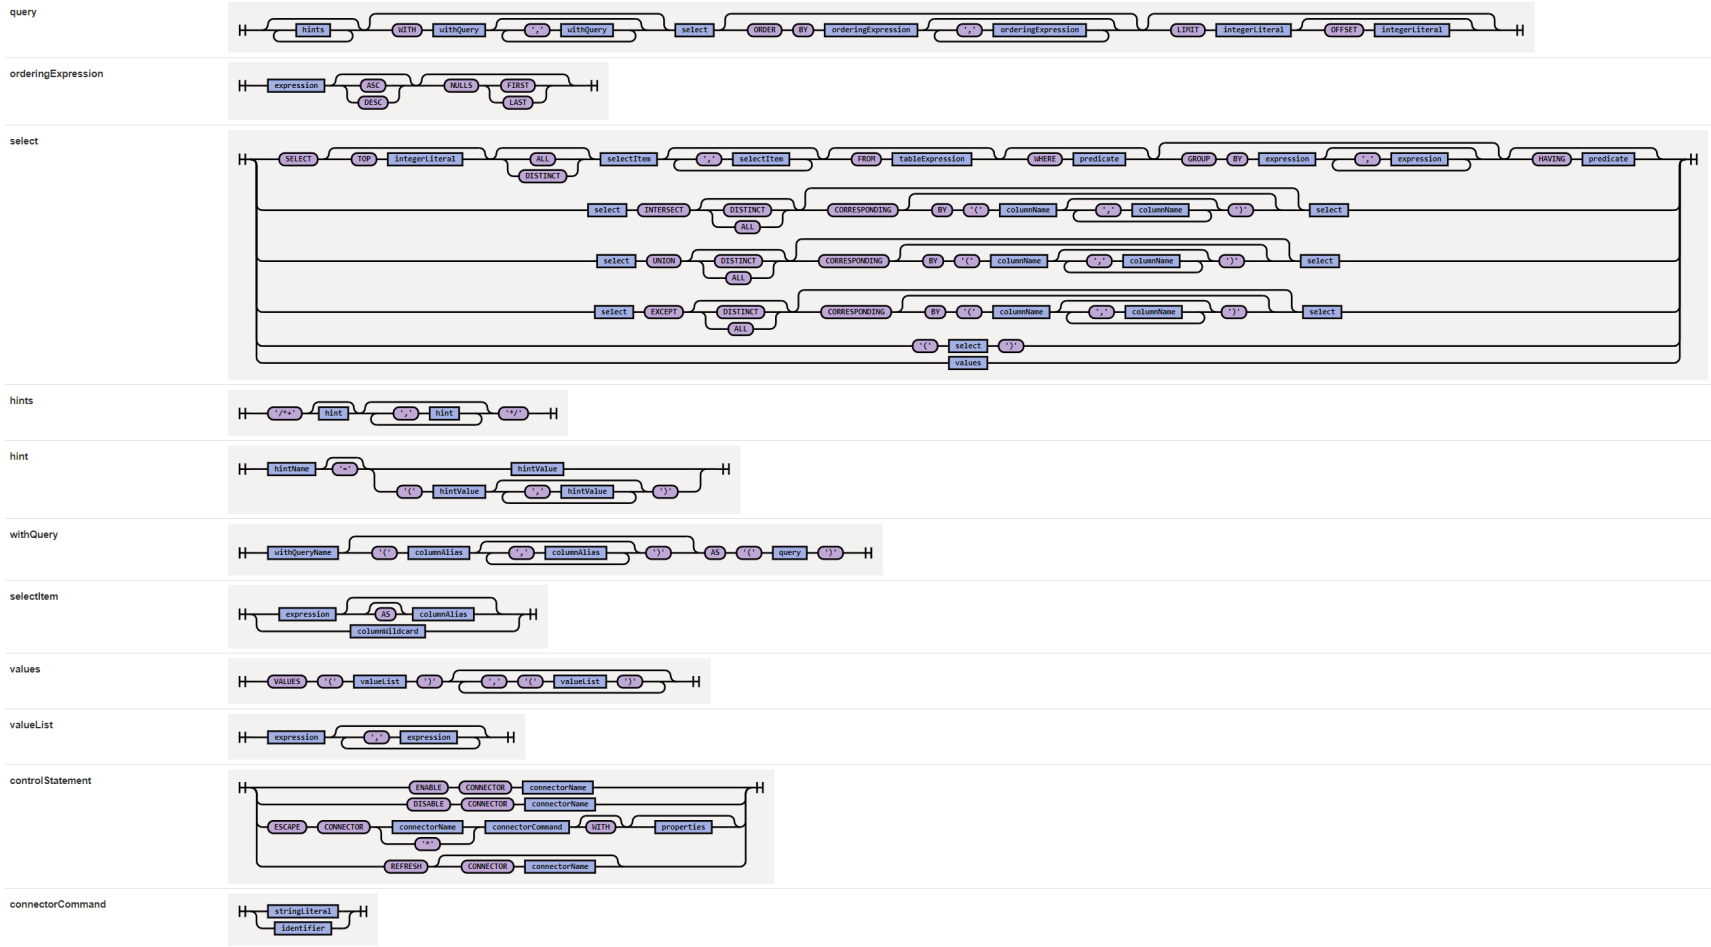 query
hints WITH withQuery ',' withQuery select ORDER BY orderingExpression ',' orderingExpression LIMIT integerLiteral OFFSET integerLiteral
orderingExpression
expression ASC NULLS FIRST
DESC LAST
select
SELECT TOP integerLiteral ALL selectItem ',' selectItem FROM tableExpression WHERE predicate GROUP BY expression ',' expression HAVING predicate
DISTINCT
select INTERSECT DISTINCT CORRESPONDING BY '(' columnName ',' columnName ')' select
ALL
select UNION DISTINCT CORRESPONDING BY '(' columnName ',' columnName ')' select
ALL
select EXCEPT DISTINCT CORRESPONDING BY '(' columnName ',' columnName ')' select
ALL
'(' select ')'
values
hints
'/*+' hint ',' hint '*/'
hint
hintName '=' hintValue
'(' hintValue ',' hintValue ')'
withQuery
withQueryName '(' columnAlias ',' columnAlias ')' AS '(' query ')'
selectItem
expression AS columnAlias
columnWildcard
values
VALUES '(' valueList ')' ',' '(' valueList ')'
valueList
expression ',' expression
controlStatement
ENABLE CONNECTOR connectorName
DISABLE CONNECTOR connectorName
ESCAPE CONNECTOR connectorName connectorCommand WITH properties
'*'
REFRESH CONNECTOR connectorName
connectorCommand
stringLiteral
identifier